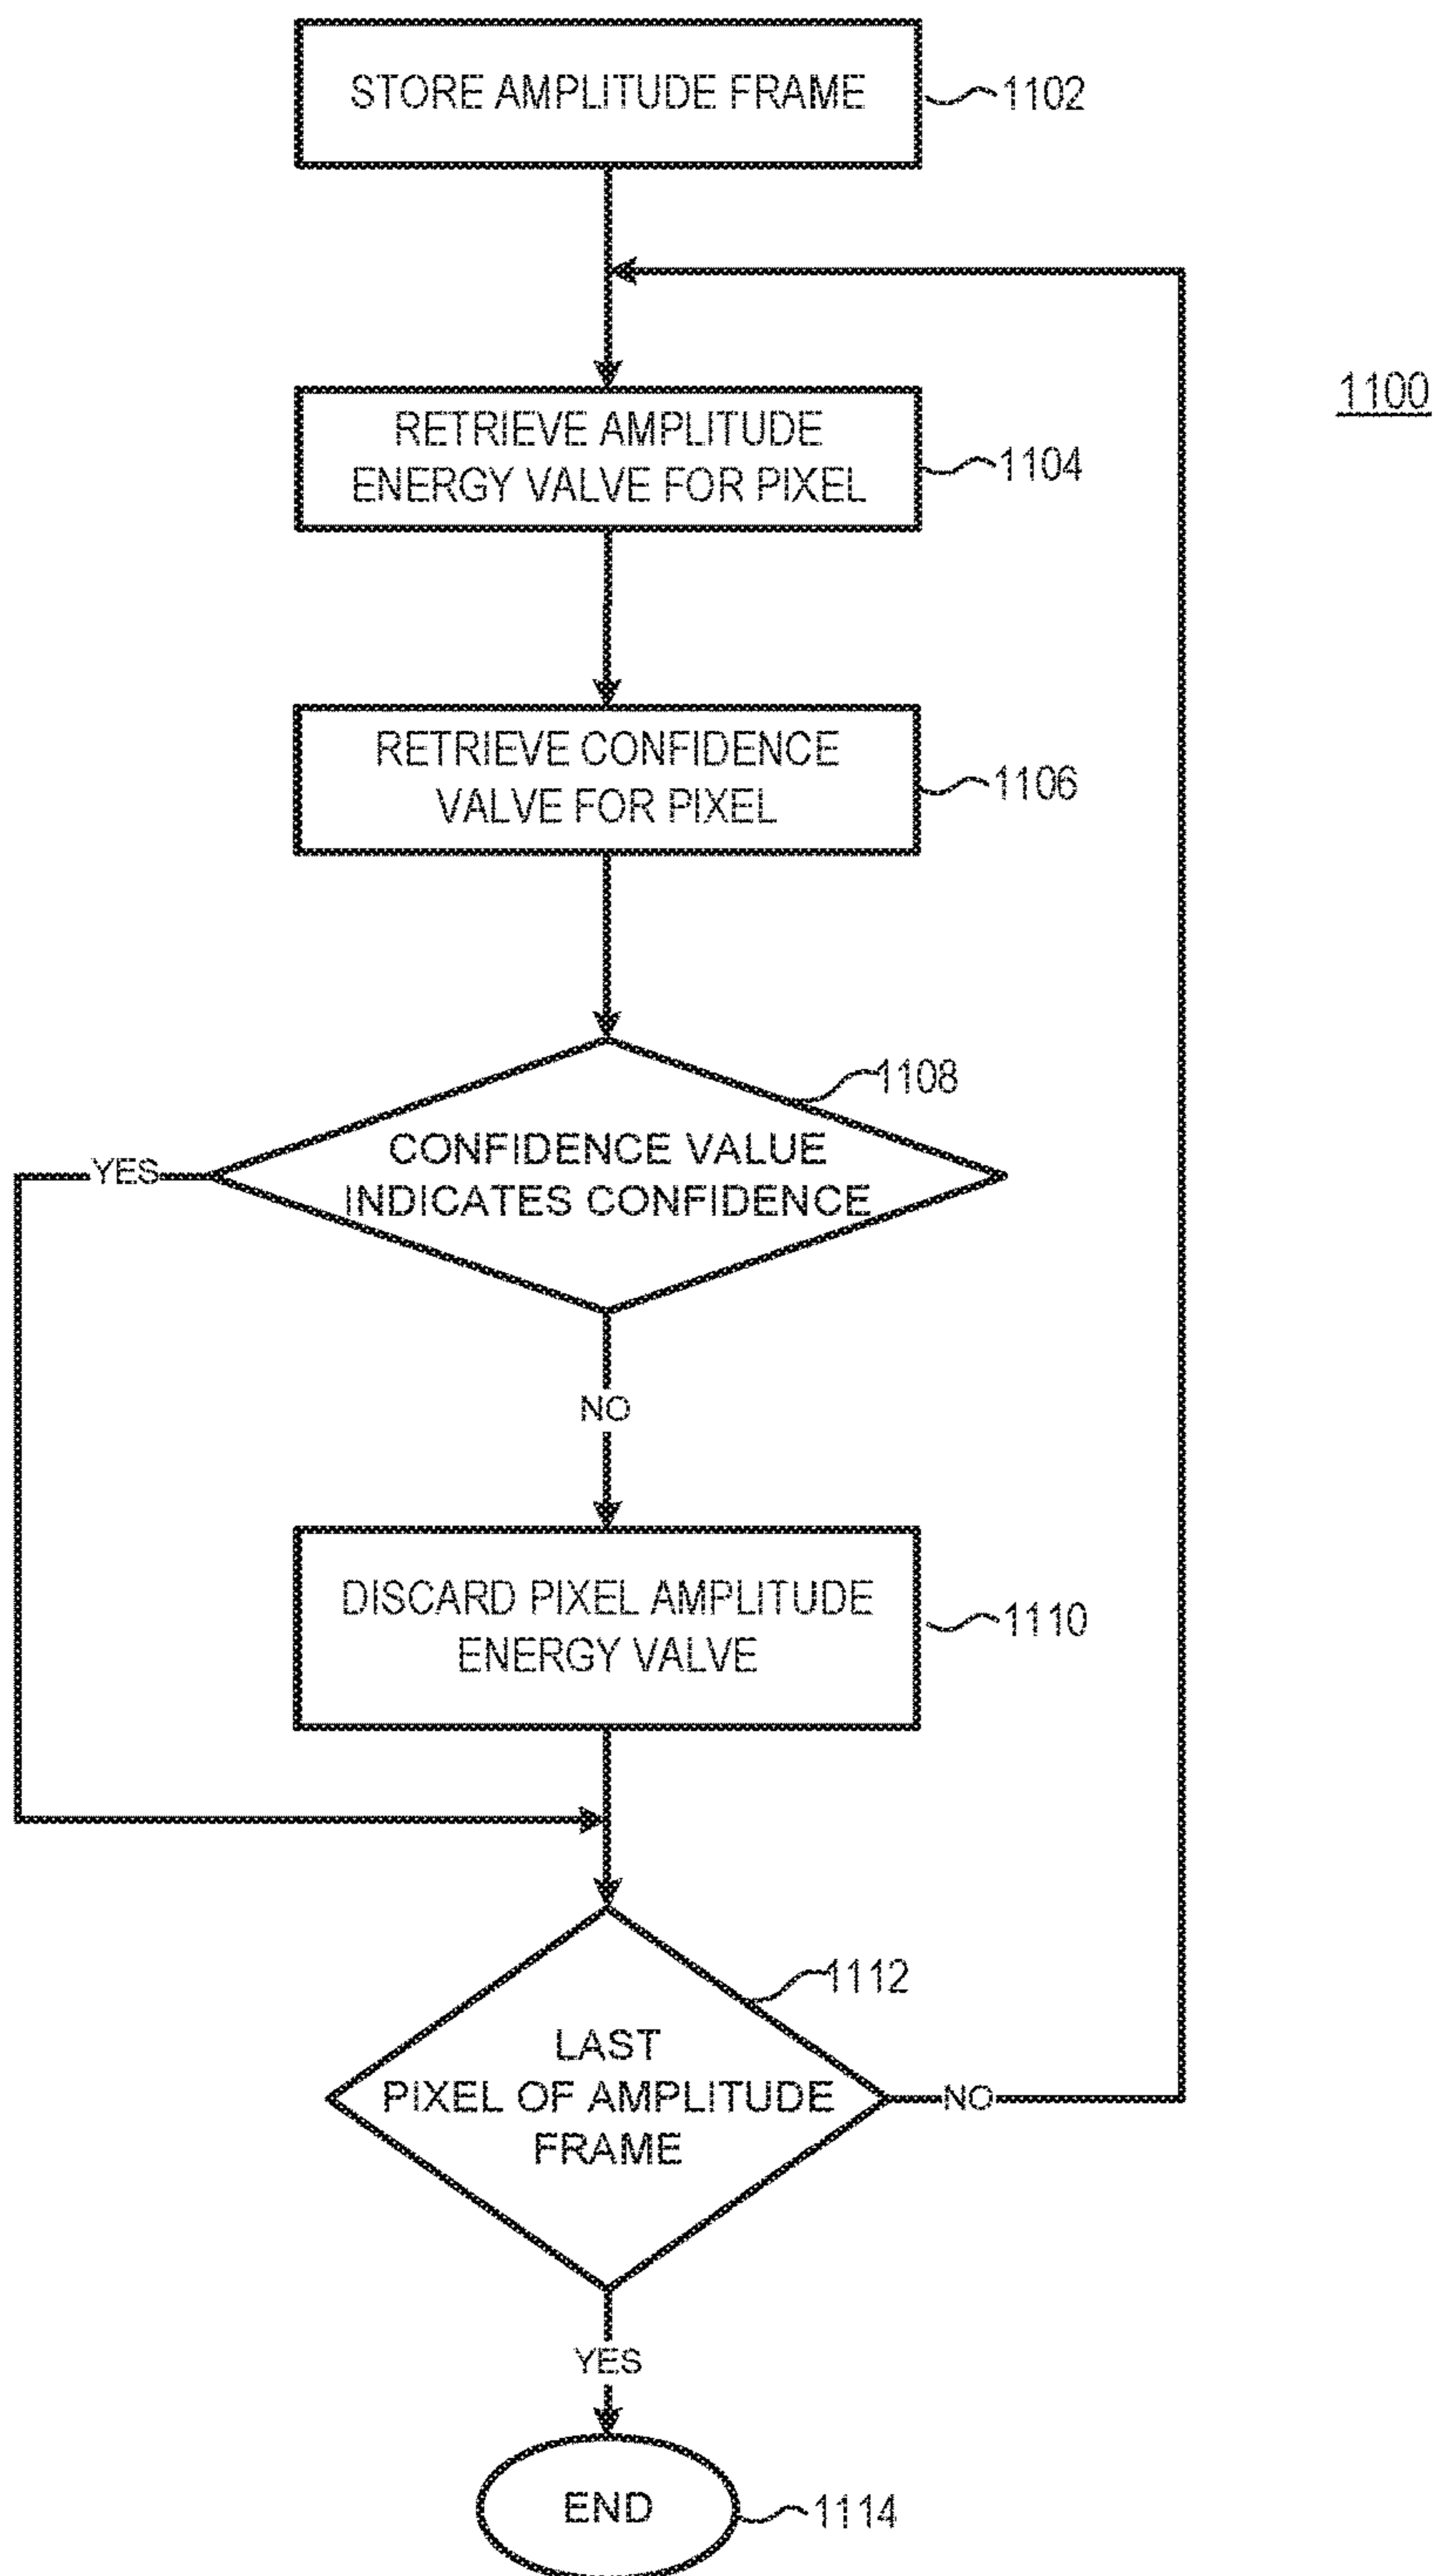 STORE AMPLITUDE FRAME
1102
1100
RETRIEVE AMPLITUDE
ENERGY VALVE FOR PIXEL
1104
RETRIEVE CONFIDENCE
VALVE FOR PIXEL
1106
1108
CONFIDENCE VALUE
INDICATES CONFIDENCE
YES
NO
DISCARD PIXEL AMPLITUDE
ENERGY VALVE
1110
1112
LAST
PIXEL OF AMPLITUDE
FRAME
NO
YES
END
1114